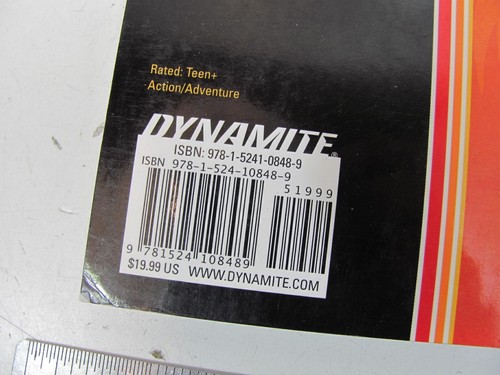 Rated: Teen+
Action/Adventure
DYNAMITE®
ISBN: 978-1-5241-0848-9
ISBN 978-1-524-10848-9
51999
9 781524 108489
$19.99 US WWW.DYNAMITE.COM